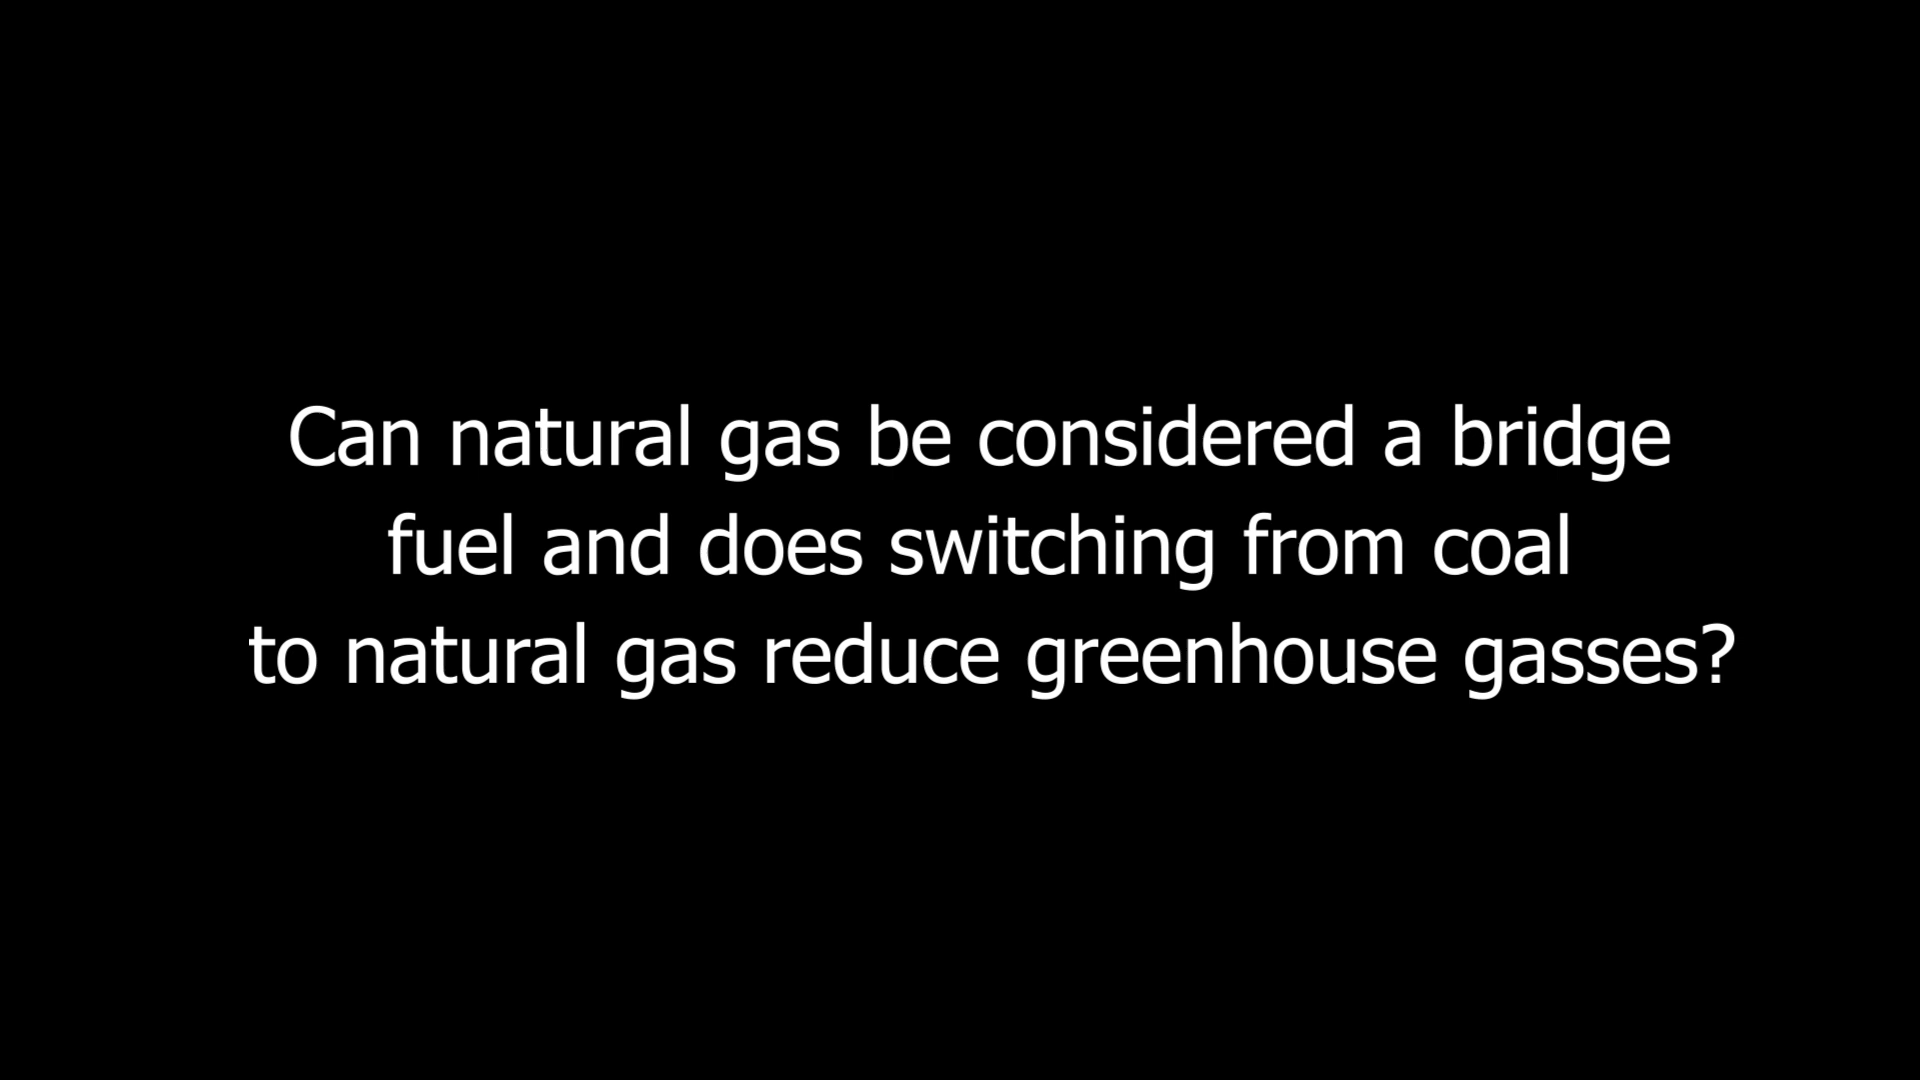 Can natural gas be considered a bridge
fuel and does switching from coal
to natural gas reduce greenhouse gasses?